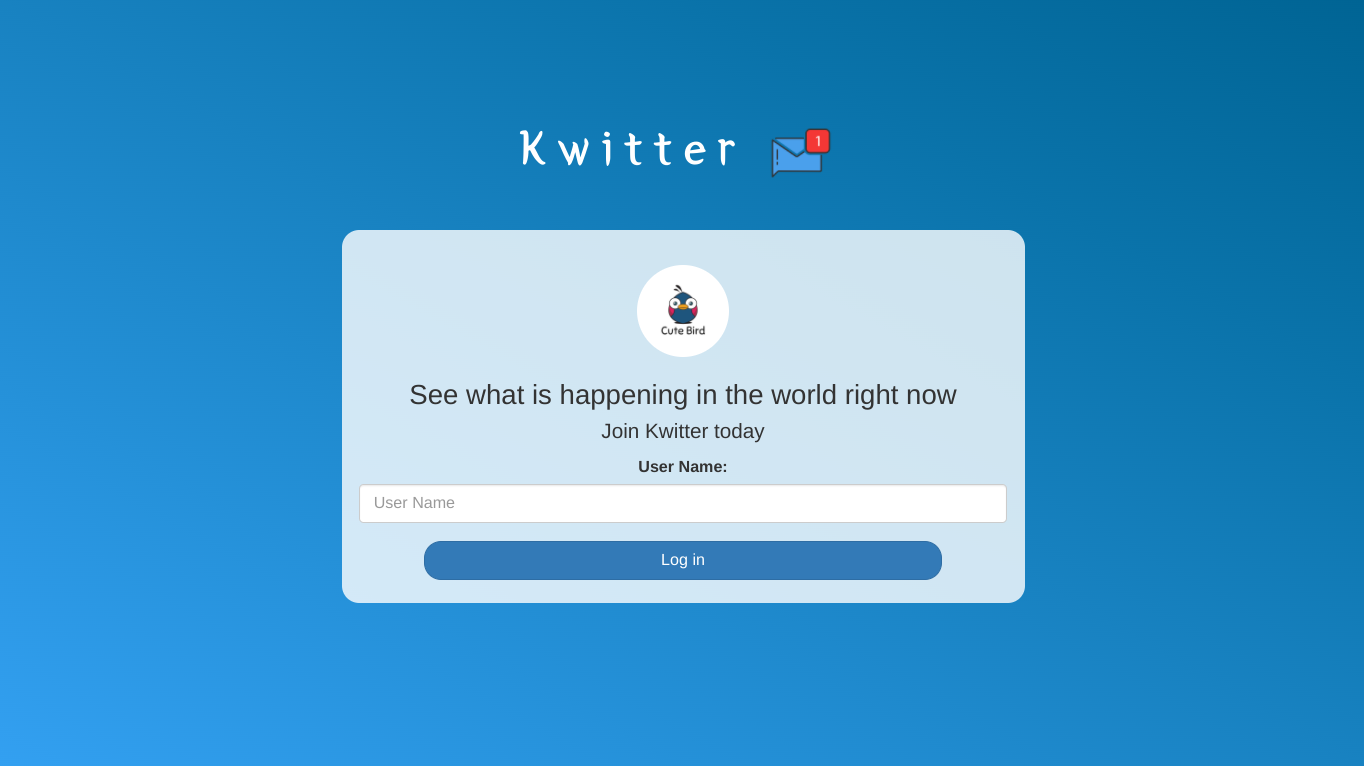 Kwitter
1
Cute Bird
See what is happening in the world right now
Join Kwitter today
User Name:
User Name
Log in